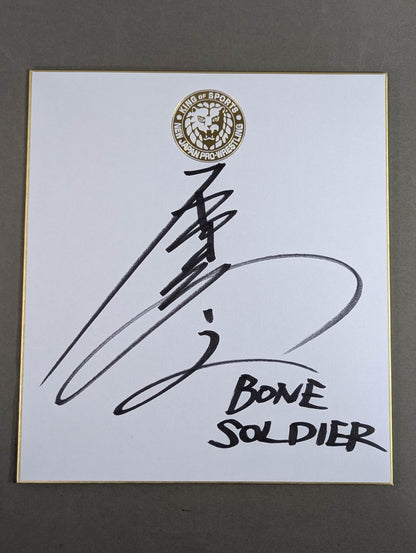 KING OF SPORTS
NEW JAPAN PRO-WRESTLING
BONE
SOLDIER